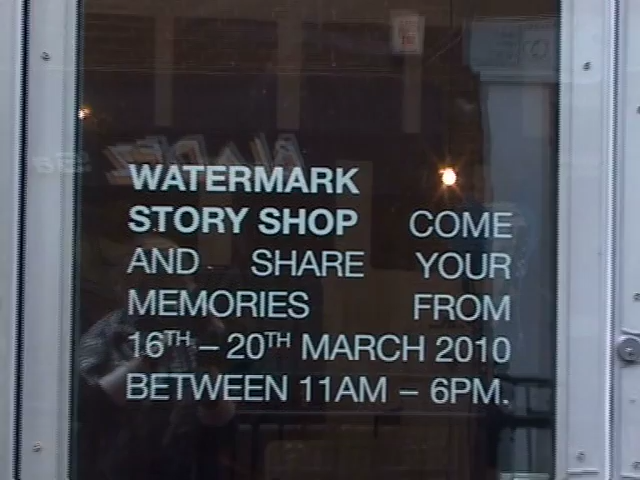 WATERMARK
STORY SHOP COME
AND SHARE YOUR
MEMORIES FROM
16TH – 20TH MARCH 2010
BETWEEN 11AM – 6PM.